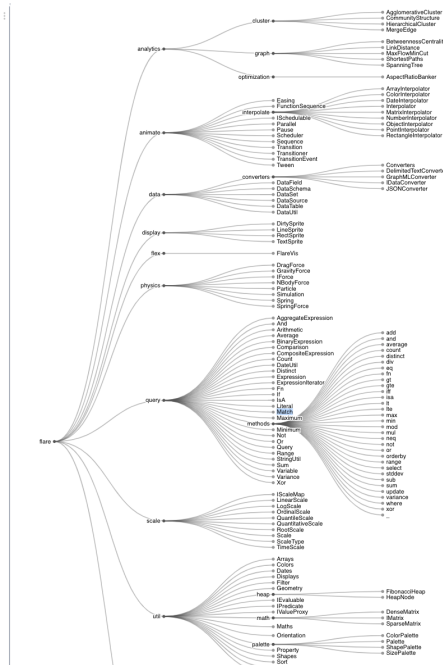 cluster
AgglomerativeCluster
CommunityStructure
HierarchicalCluster
MergeEdge
analytics
graph
BetweennessCentrali
LinkDistance
MaxFlowMinCut
ShortestPaths
SpanningTree
optimization
AspectRatioBanker
animate
Easing
FunctionSequence
interpolate
ArrayInterpolator
ColorInterpolator
DateInterpolator
Interpolator
MatrixInterpolator
NumberInterpolator
ObjectInterpolator
PointInterpolator
RectangleInterpolator
ISchedulable
Parallel
Pause
Scheduler
Sequence
Transition
Transitioner
TransitionEvent
Tween
data
converters
Converters
DelimitedTextConvert
GraphMLConverter
IDataConverter
JSONConverter
DataField
DataSchema
DataSet
DataSource
DataTable
DataUtil
display
DirtySprite
LineSprite
RectSprite
TextSprite
flex
FlareVis
physics
DragForce
GravityForce
IForce
NBodyForce
Particle
Simulation
Spring
SpringForce
query
AggregateExpression
And
Arithmetic
Average
BinaryExpression
Comparison
CompositeExpression
Count
DateUtil
Distinct
Expression
ExpressionIterator
Fn
If
IsA
Literal
Match
Maximum
methods
add
and
average
count
distinct
div
eq
fn
gt
gte
iff
isa
lt
lte
max
min
mod
mul
neq
not
or
orderby
range
select
stddev
sub
sum
update
variance
where
xor
_
Minimum
Not
Or
Query
Range
StringUtil
Sum
Variable
Variance
Xor
flare
scale
IScaleMap
LinearScale
LogScale
OrdinalScale
QuantileScale
QuantitativeScale
RootScale
Scale
ScaleType
TimeScale
util
Arrays
Colors
Dates
Displays
Filter
Geometry
heap
FibonacciHeap
HeapNode
IEvaluable
IPredicate
IValueProxy
math
DenseMatrix
IMatrix
SparseMatrix
Maths
Orientation
palette
ColorPalette
Palette
ShapePalette
SizePalette
Property
Shapes
Sort